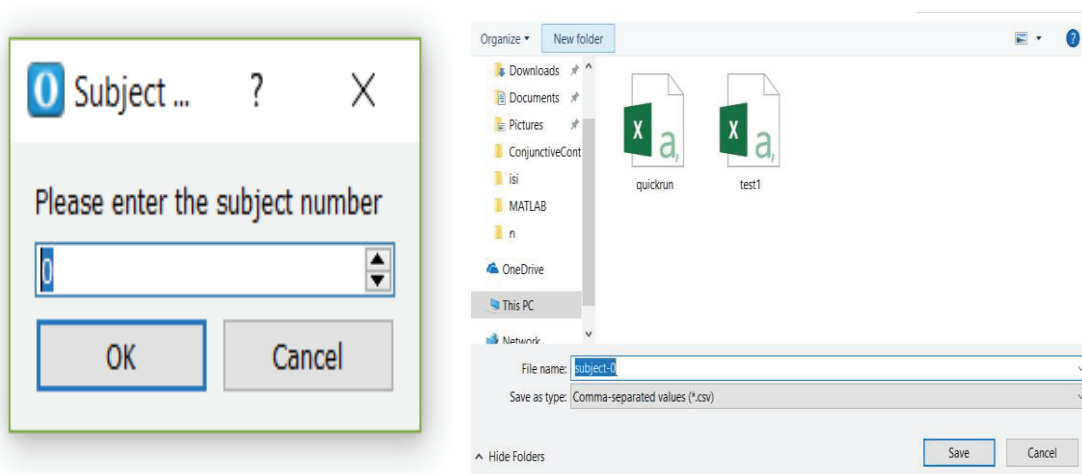 Subject ...
?
Please enter the subject number
0
OK
Cancel
Organize
New folder
?
Downloads
Documents
Pictures
ConjunctiveCont
isi
MATLAB
n
OneDrive
This PC
Network
X a,
X a,
quickrun
test1
File name: subject-0
Save as type: Comma-separated values (*.csv)
Hide Folders
Save
Cancel